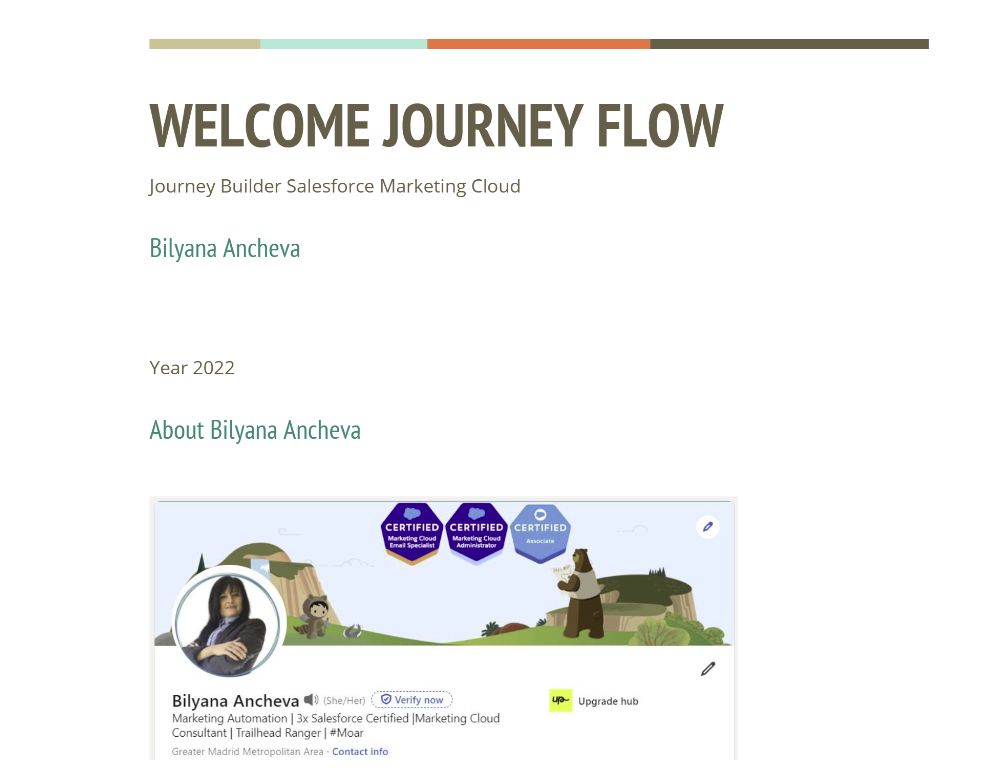 WELCOME JOURNEY FLOW
Journey Builder Salesforce Marketing Cloud
Bilyana Ancheva
Year 2022
About Bilyana Ancheva
CERTIFIED
Marketing Cloud
Email Specialist
CERTIFIED
Marketing Cloud
Administrator
CERTIFIED
Associate
Bilyana Ancheva (She/Her) Verify now
up- Upgrade hub
Marketing Automation | 3x Salesforce Certified |Marketing Cloud
Consultant | Trailhead Ranger | #Moar
Greater Madrid Metropolitan Area · Contact info